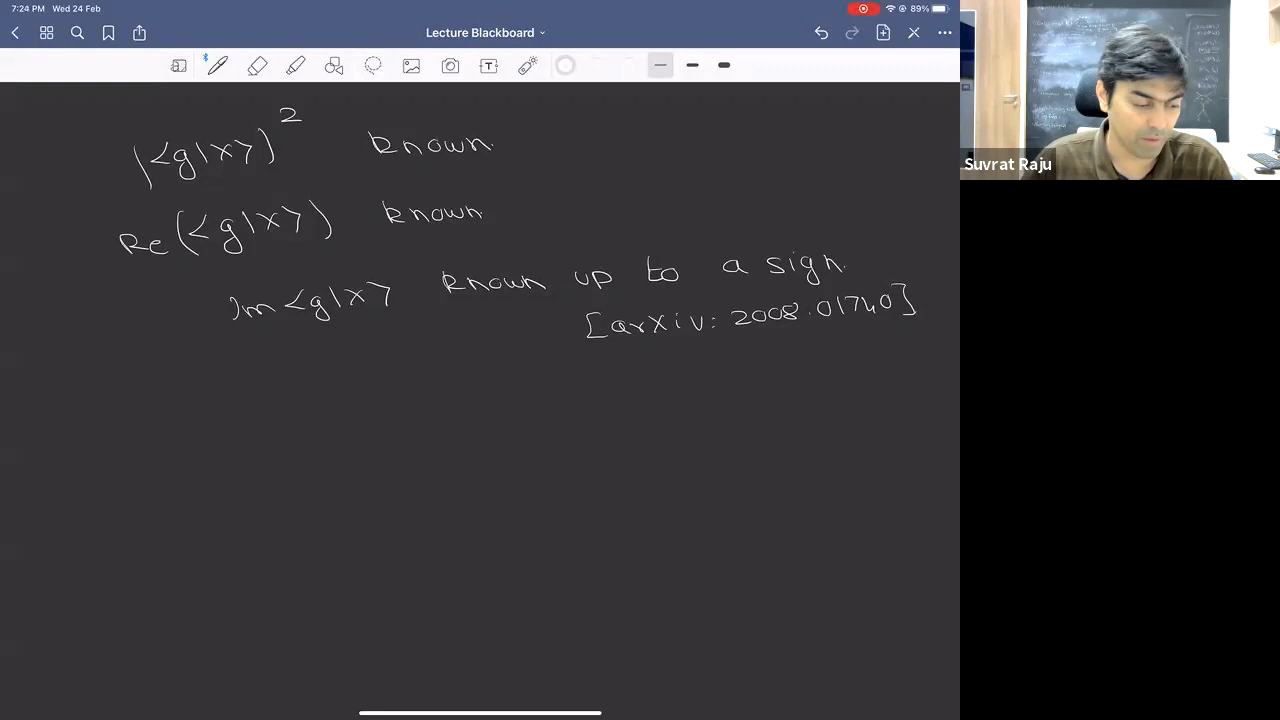 7:24 PM Wed 24 Feb
89%
Lecture Blackboard
T
|<g|x>|² known.
Re(<g|x>) known
Im<g|x> known up to a sign.
[arXiv: 2008.01740]
Suvrat Raju